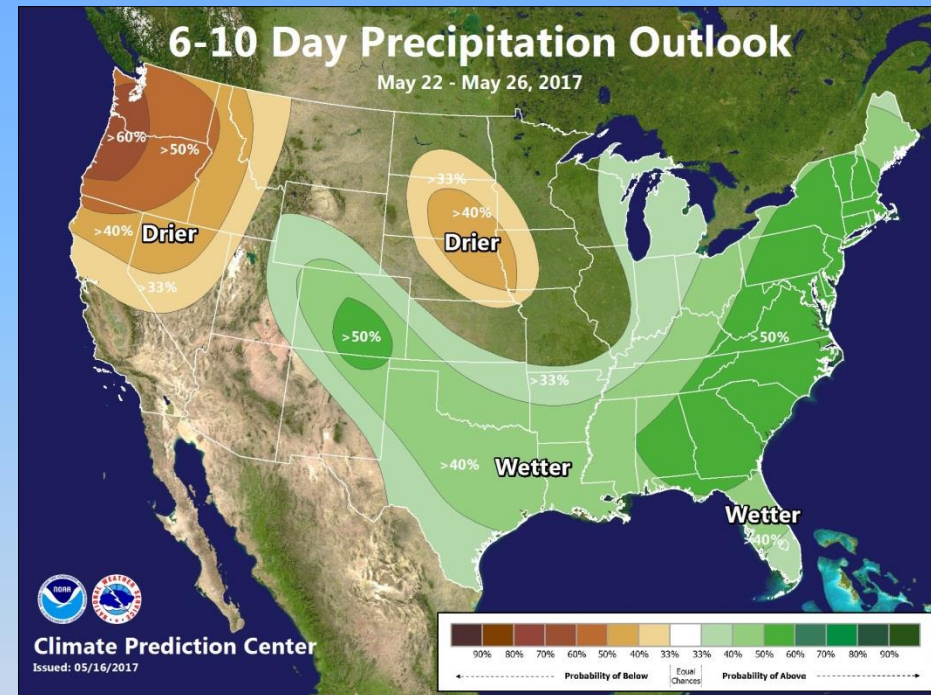 6-10 Day Precipitation Outlook
May 22 - May 26, 2017
>60%
>50%
>33%
>40%
>40%
Drier
Drier
>33%
>50%
>50%
>33%
>40%
Wetter
Wetter
>40%
NOAA
Climate Prediction Center
Issued: 05/16/2017
90% 80% 70% 60% 50% 40% 33% 33% 40% 50% 60% 70% 80% 90%
Probability of Below Equal Chances Probability of Above